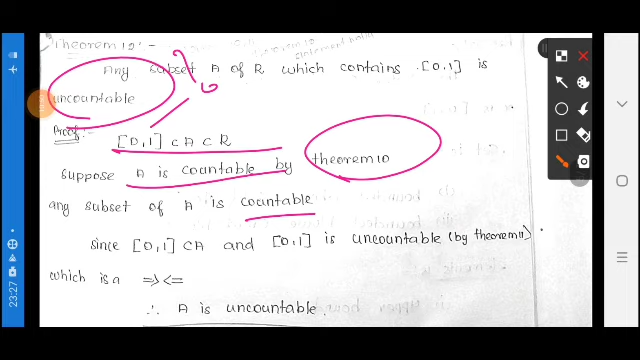 Theorem 12:-
Any subset A of R which contains [0,1] is
uncountable
Proof:-
[0,1] ⊂ A ⊂ R
Suppose A is countable by theorem 10
any subset of A is countable
since [0,1] ⊂ A and [0,1] is uncountable (by theorem 11)
which is a =><=
∴ A is uncountable.
23:27